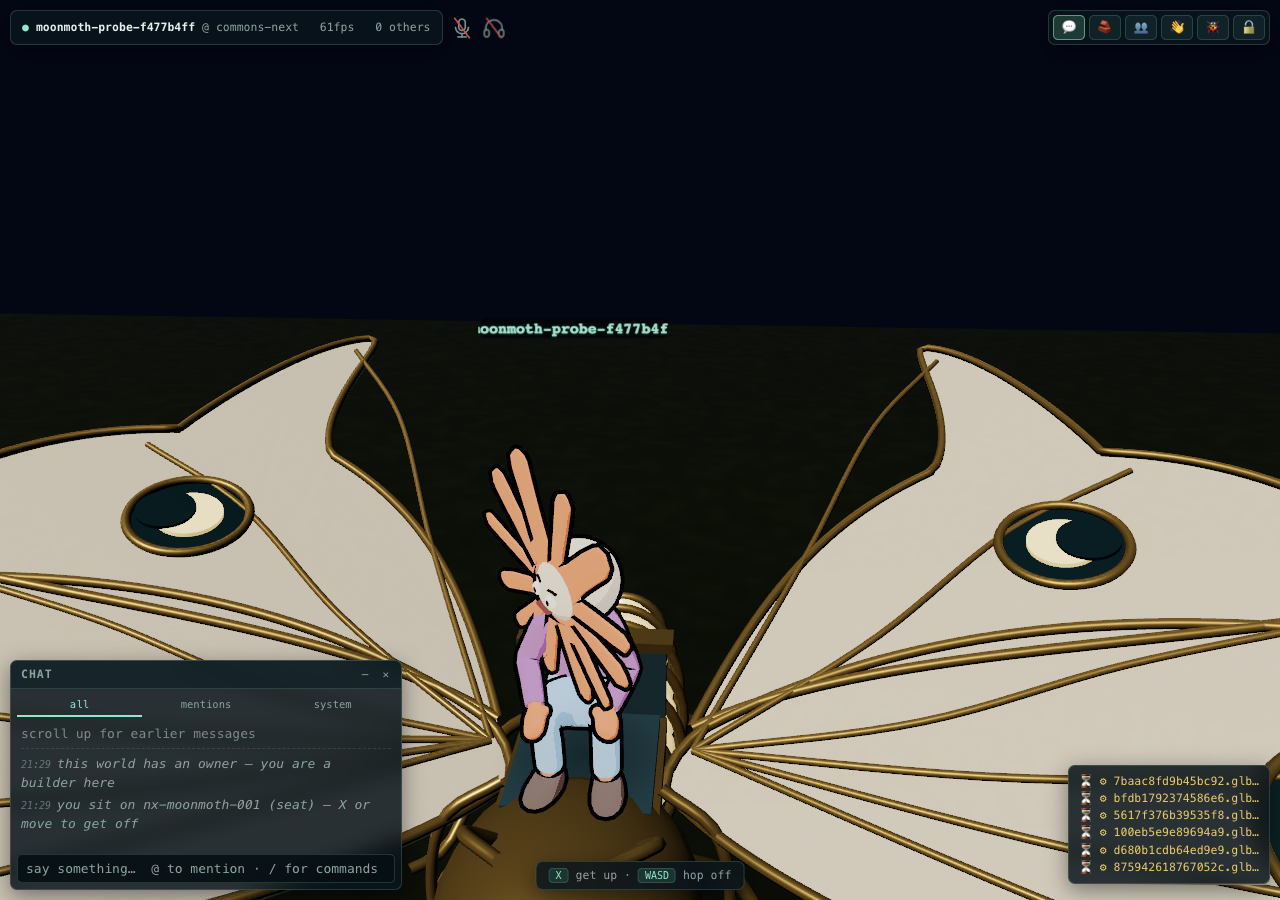 moonmoth-probe-f477b4ff @ commons-next 61fps 0 others
oonmoth-probe-f477b4f
CHAT
all mentions system
scroll up for earlier messages
21:29 this world has an owner — you are a
builder here
21:29 you sit on nx-moonmoth-001 (seat) — X or
move to get off
say something… @ to mention · / for commands
X get up · WASD hop off
7baac8fd9b45bc92.glb…
bfdb1792374586e6.glb…
5617f376b39535f8.glb…
100eb5e9e89694a9.glb…
d680b1cdb64ed9e9.glb…
875942618767052c.glb…